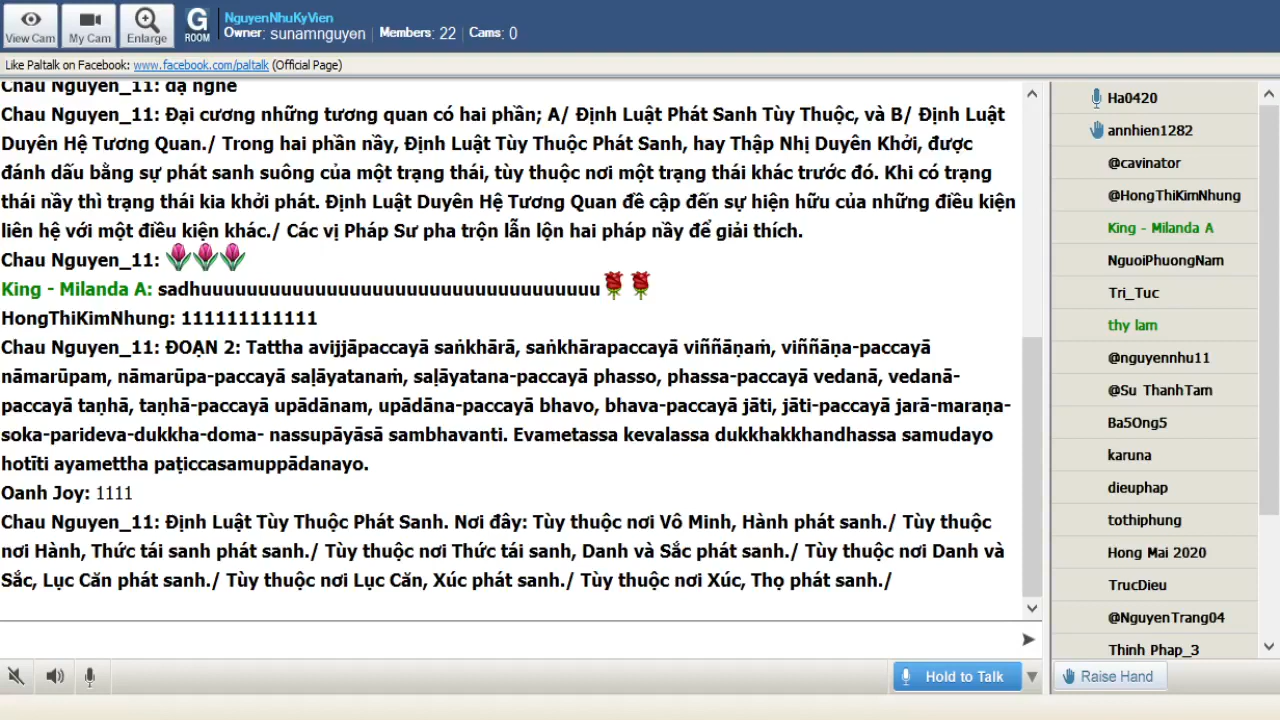 View Cam
My Cam
Enlarge
G
ROOM
NguyenNhuKyVien
Owner: sunamnguyen | Members: 22 | Cams: 0
Like Paltalk on Facebook: www.facebook.com/paltalk (Official Page)
Chau Nguyen_11: dạ nghe
Chau Nguyen_11: Đại cương những tương quan có hai phần; A/ Định Luật Phát Sanh Tùy Thuộc, và B/ Định Luật
Duyên Hệ Tương Quan./ Trong hai phần nầy, Định Luật Tùy Thuộc Phát Sanh, hay Thập Nhị Duyên Khởi, được
đánh dấu bằng sự phát sanh suông của một trạng thái, tùy thuộc nơi một trạng thái khác trước đó. Khi có trạng
thái nầy thì trạng thái kia khởi phát. Định Luật Duyên Hệ Tương Quan đề cập đến sự hiện hữu của những điều kiện
liên hệ với một điều kiện khác./ Các vị Pháp Sư pha trộn lẫn lộn hai pháp nầy để giải thích.
Chau Nguyen_11:
King - Milanda A: sadhuuuuuuuuuuuuuuuuuuuuuuuuuuuuuuuuuuu
HongThiKimNhung: 111111111111
Chau Nguyen_11: ĐOẠN 2: Tattha avijjāpaccayā saṅkhārā, saṅkhārapaccayā viññāṇaṁ, viññāṇa-paccayā
nāmarūpam, nāmarūpa-paccayā saḷāyatanaṁ, saḷāyatana-paccayā phasso, phassa-paccayā vedanā, vedanā-
paccayā taṇhā, taṇhā-paccayā upādānam, upādāna-paccayā bhavo, bhava-paccayā jāti, jāti-paccayā jarā-maraṇa-
soka-parideva-dukkha-doma- nassupāyāsā sambhavanti. Evametassa kevalassa dukkhakkhandhassa samudayo
hotīti ayamettha paṭiccasamuppādanayo.
Oanh Joy: 1111
Chau Nguyen_11: Định Luật Tùy Thuộc Phát Sanh. Nơi đây: Tùy thuộc nơi Vô Minh, Hành phát sanh./ Tùy thuộc
nơi Hành, Thức tái sanh phát sanh./ Tùy thuộc nơi Thức tái sanh, Danh và Sắc phát sanh./ Tùy thuộc nơi Danh và
Sắc, Lục Căn phát sanh./ Tùy thuộc nơi Lục Căn, Xúc phát sanh./ Tùy thuộc nơi Xúc, Thọ phát sanh./
Hold to Talk
Ha0420
annhien1282
@cavinator
@HongThiKimNhung
King - Milanda A
NguoiPhuongNam
Tri_Tuc
thy lam
@nguyennhu11
@Su ThanhTam
Ba5Ong5
karuna
dieuphap
tothiphung
Hong Mai 2020
TrucDieu
@NguyenTrang04
Thinh Phap_3
Raise Hand